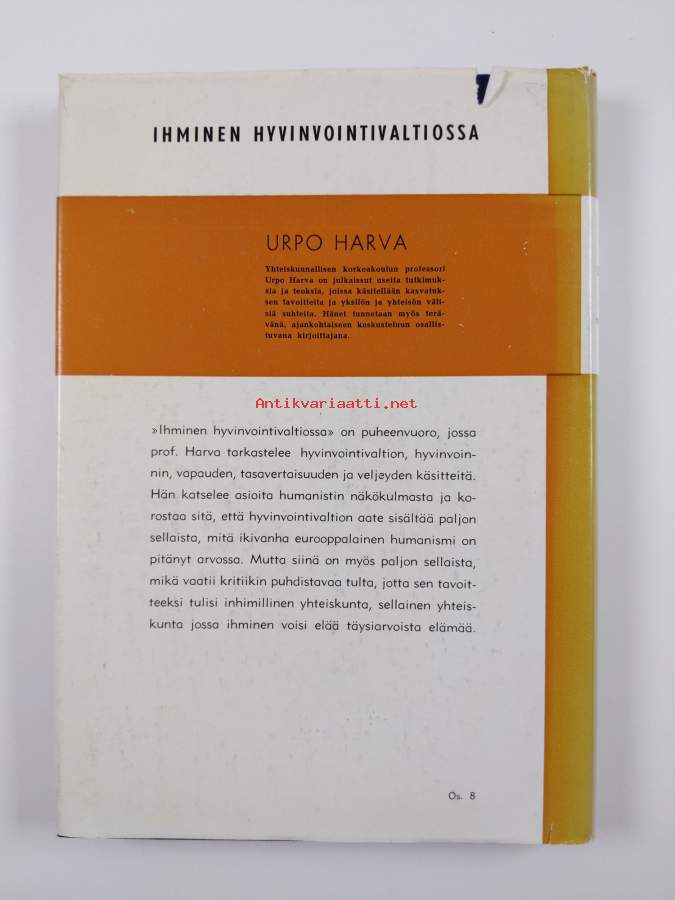 IHMINEN HYVINVOINTIVALTIOSSA
URPO HARVA
Yhteiskunnallisen korkeakoulun professori
Urpo Harva on julkaissut useita tutkimuk-
sia ja teoksia, joissa käsitellään kasvatuk-
sen tavoitteita ja yksilön ja yhteisön väli-
siä suhteita. Hänet tunnetaan myös terä-
vänä, ajankohtaiseen keskusteluun osallis-
tuvana kirjoittajana.
Antikvariaatti.net
»Ihminen hyvinvointivaltiossa» on puheenvuoro, jossa
prof. Harva tarkastelee hyvinvointivaltion, hyvinvoin-
nin, vapauden, tasavertaisuuden ja veljeyden käsitteitä.
Hän katselee asioita humanistin näkökulmasta ja ko-
rostaa sitä, että hyvinvointivaltion aate sisältää paljon
sellaista, mitä ikivanha eurooppalainen humanismi on
pitänyt arvossa. Mutta siinä on myös paljon sellaista,
mikä vaatii kritiikin puhdistavaa tulta, jotta sen tavoit-
teeksi tulisi inhimillinen yhteiskunta, sellainen yhteis-
kunta jossa ihminen voisi elää täysiarvoista elämää.
Os. 8